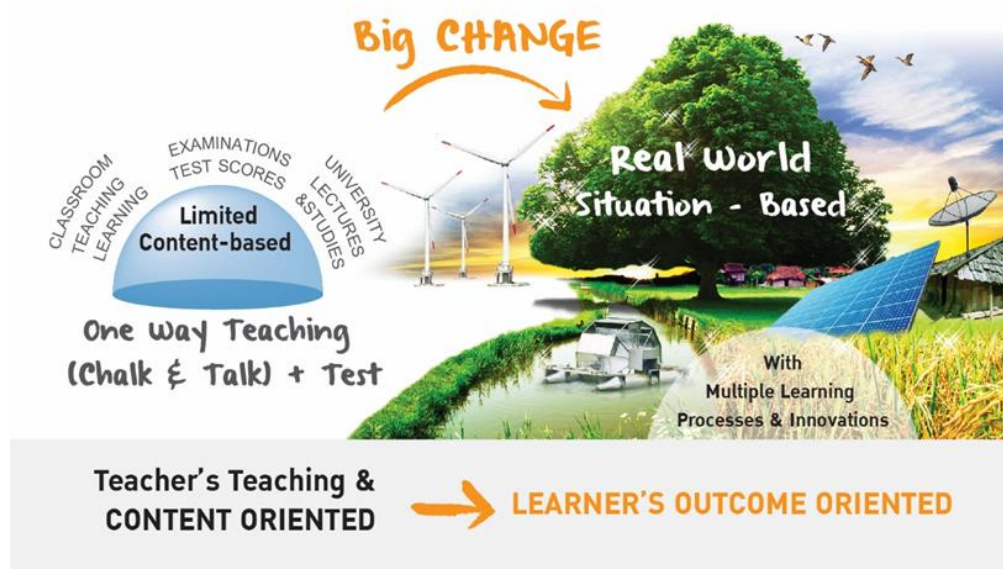 Big CHANGE
CLASSROOM
TEACHING
LEARNING
EXAMINATIONS
TEST SCORES
UNIVERSITY
LECTURES
&STUDIES
Limited
Content-based
One Way Teaching
(Chalk & Talk) + Test
Real World
Situation - Based
With
Multiple Learning
Processes & Innovations
Teacher's Teaching &
CONTENT ORIENTED
LEARNER'S OUTCOME ORIENTED